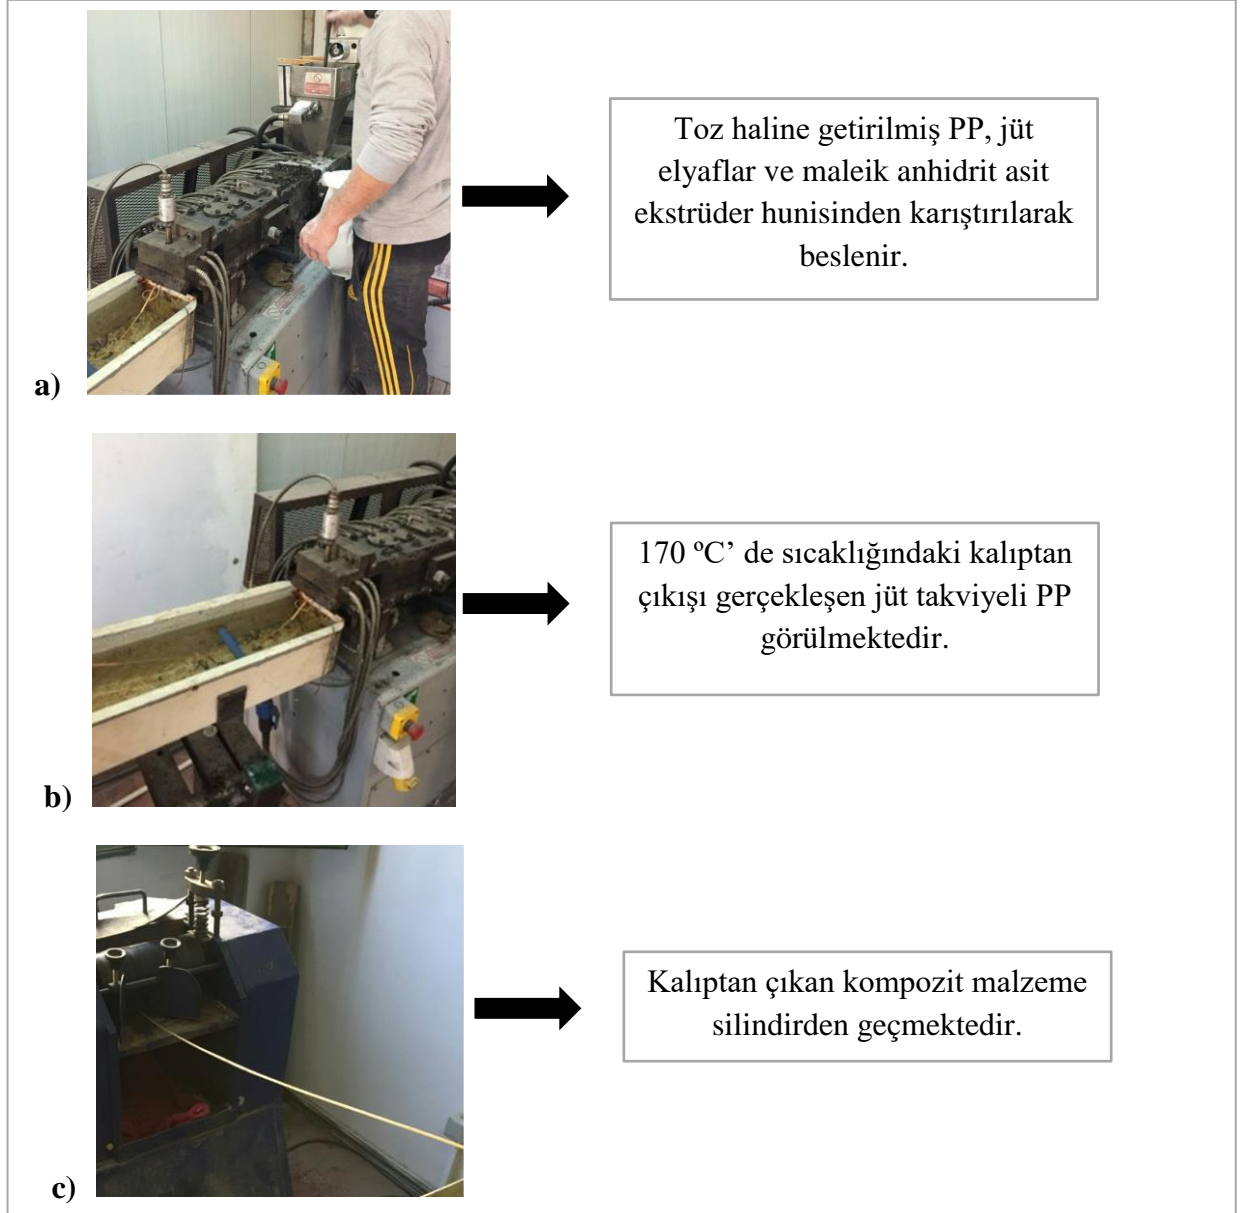 Toz haline getirilmiş PP, jüt
elyaflar ve maleik anhidrit asit
ekstrüder hunisinden karıştırılarak
beslenir.
a)
170 ºC’ de sıcaklığındaki kalıptan
çıkışı gerçekleşen jüt takviyeli PP
görülmektedir.
b)
Kalıptan çıkan kompozit malzeme
silindirden geçmektedir.
c)